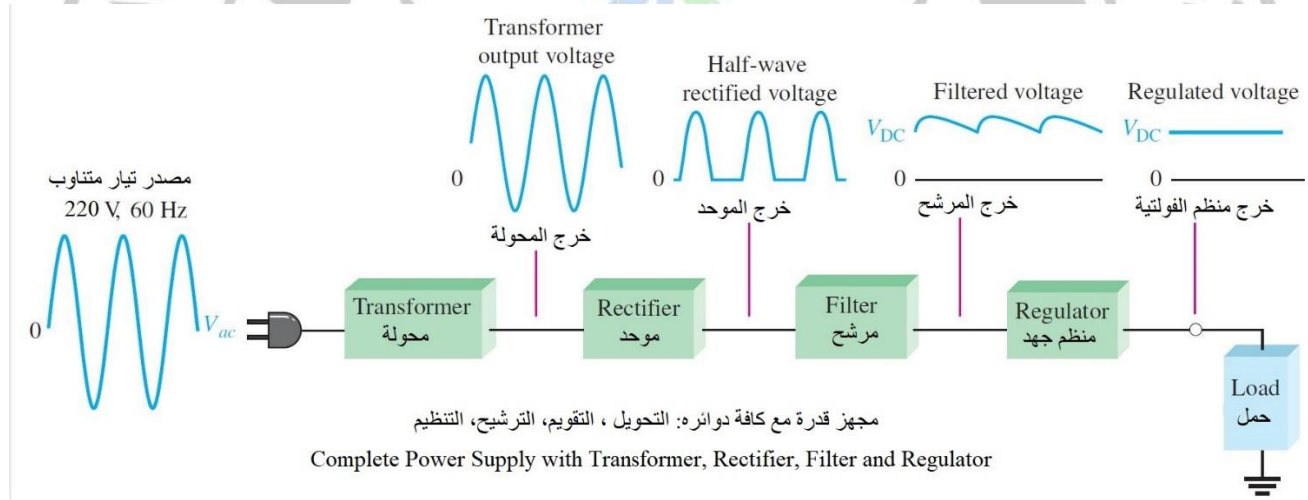 Transformer
output voltage
0
خرج المحولة
Half-wave
rectified voltage
0
خرج الموحد
Filtered voltage
VDC
0
خرج المرشح
Regulated voltage
VDC
0
خرج منظم الفولتية
مصدر تيار متناوب
220 V, 60 Hz
0
Vac
Transformer
محولة
Rectifier
موحد
Filter
مرشح
Regulator
منظم جهد
Load
حمل
مجهز قدرة مع كافة دوائره: التحويل ، التقويم، الترشيح، التنظيم
Complete Power Supply with Transformer, Rectifier, Filter and Regulator